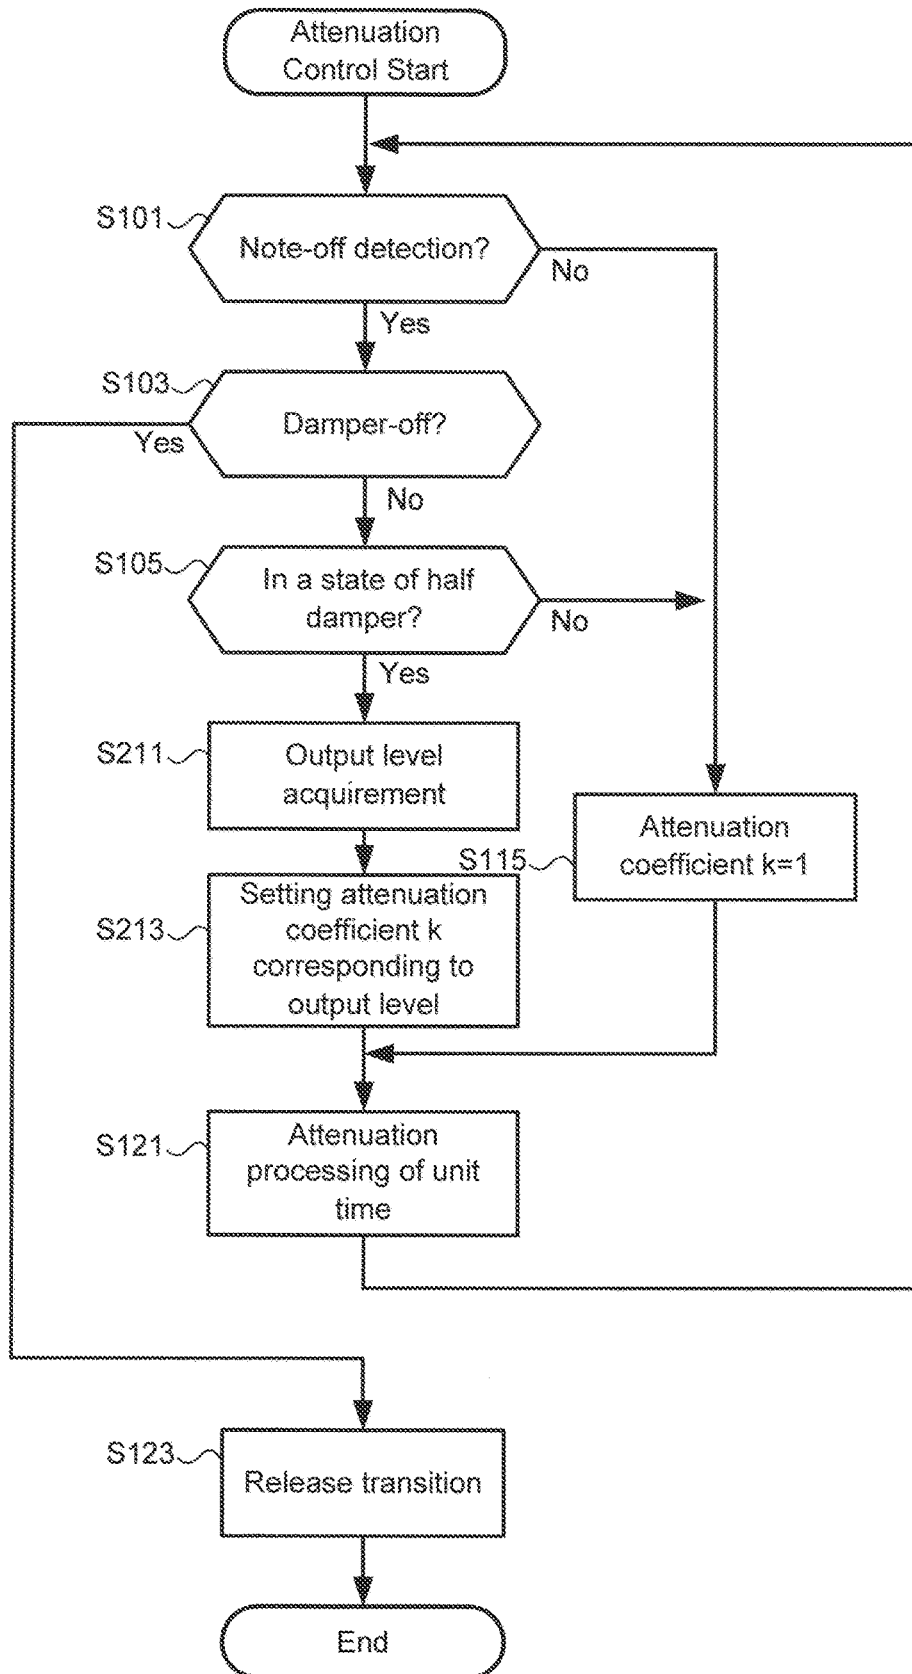 Attenuation
Control Start
S101
Note-off detection?
No
Yes
S103
Damper-off?
Yes
No
S105
In a state of half
damper?
No
Yes
S211
Output level
acquirement
Attenuation
coefficient k=1
S115
S213
Setting attenuation
coefficient k
corresponding to
output level
S121
Attenuation
processing of unit
time
S123
Release transition
End